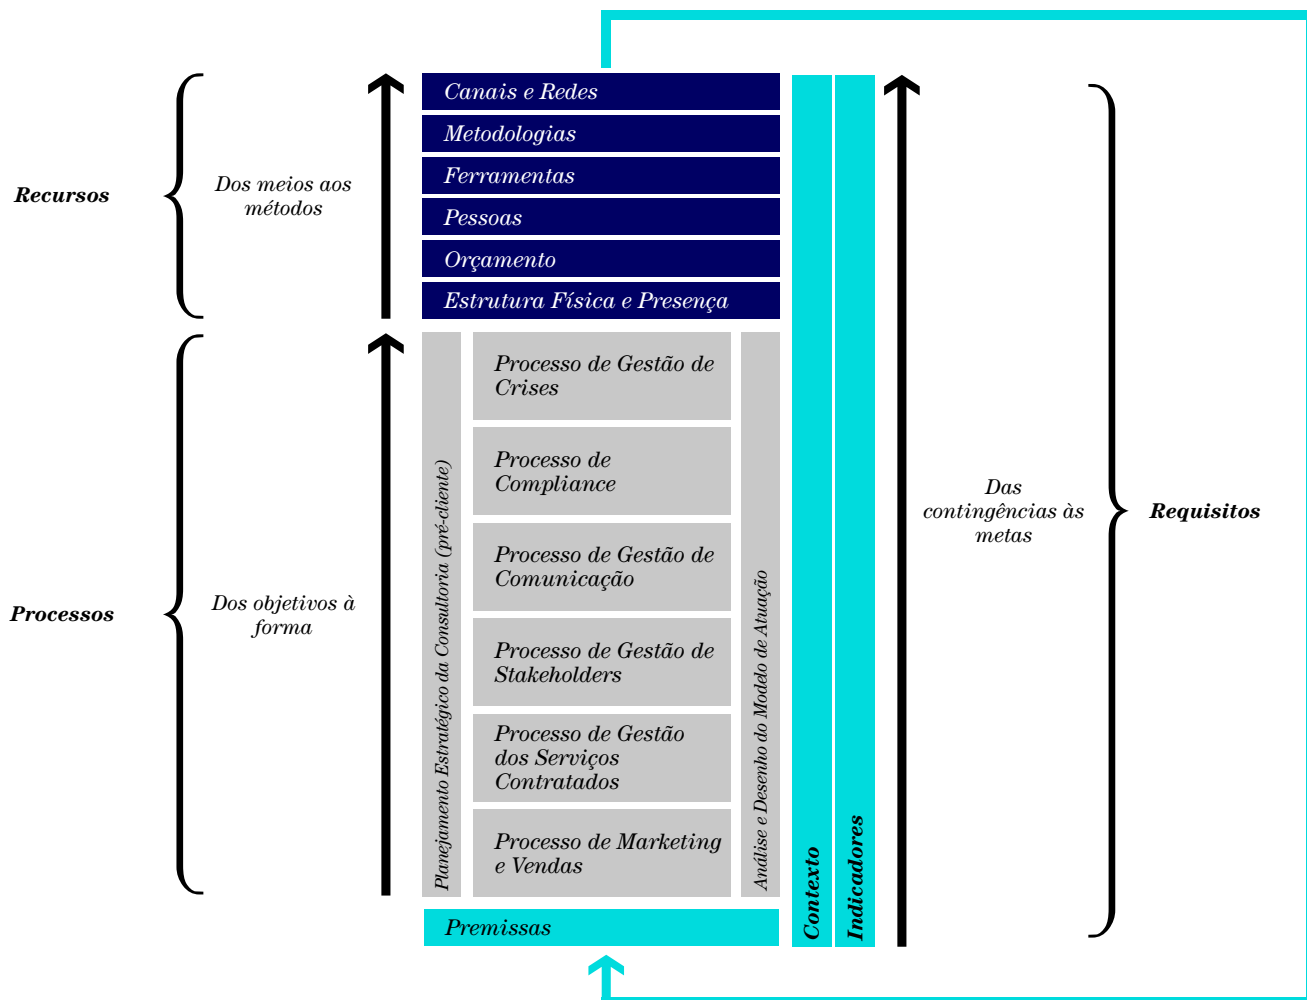 Recursos
Dos meios aos
métodos
Canais e Redes
Metodologias
Ferramentas
Pessoas
Orçamento
Estrutura Física e Presença
Processos
Dos objetivos à
forma
Planejamento Estratégico da Consultoria (pré-cliente)
Processo de Gestão de
Crises
Processo de
Compliance
Processo de Gestão de
Comunicação
Processo de Gestão de
Stakeholders
Processo de Gestão
dos Serviços
Contratados
Processo de Marketing
e Vendas
Análise e Desenho do Modelo de Atuação
Premissas
Contexto
Indicadores
Das
contingências às
metas
Requisitos